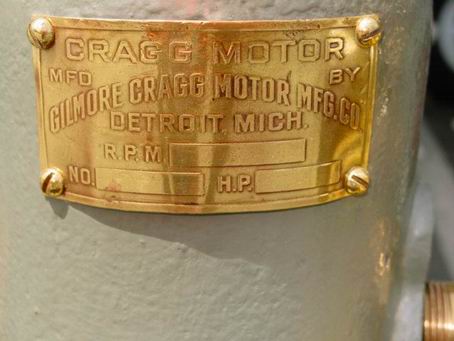 CRAGG MOTOR
MFD BY
GILMORE CRAGG MOTOR MFG.CO.
DETROIT, MICH.
R.P.M.
NO. H.P.